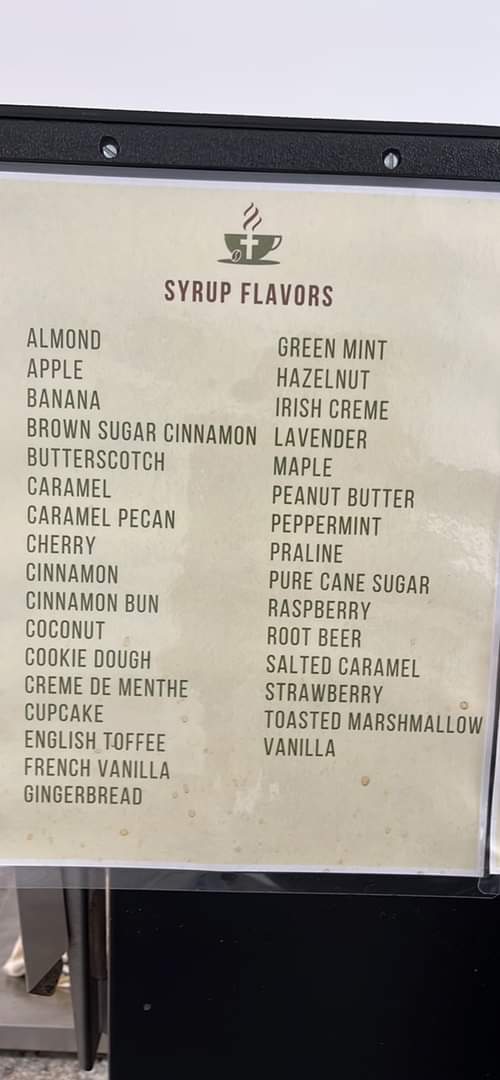 SYRUP FLAVORS
ALMOND
APPLE
BANANA
BROWN SUGAR CINNAMON
BUTTERSCOTCH
CARAMEL
CARAMEL PECAN
CHERRY
CINNAMON
CINNAMON BUN
COCONUT
COOKIE DOUGH
CREME DE MENTHE
CUPCAKE
ENGLISH TOFFEE
FRENCH VANILLA
GINGERBREAD
GREEN MINT
HAZELNUT
IRISH CREME
LAVENDER
MAPLE
PEANUT BUTTER
PEPPERMINT
PRALINE
PURE CANE SUGAR
RASPBERRY
ROOT BEER
SALTED CARAMEL
STRAWBERRY
TOASTED MARSHMALLOW
VANILLA